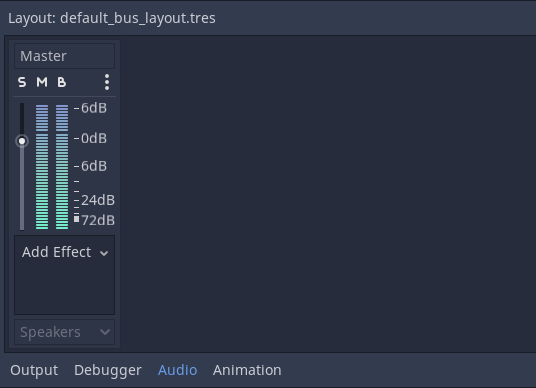 Layout: default_bus_layout.tres
Master
S M B
6dB
0dB
6dB
24dB
72dB
Add Effect
Speakers
Output Debugger Audio Animation